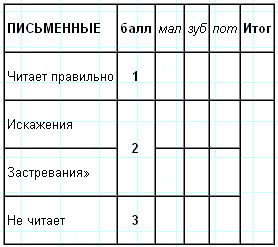 ПИСЬМЕННЫЕ балл мал зуб пот Итог
Читает правильно 1
Искажения
2
Застревания»
Не читает 3